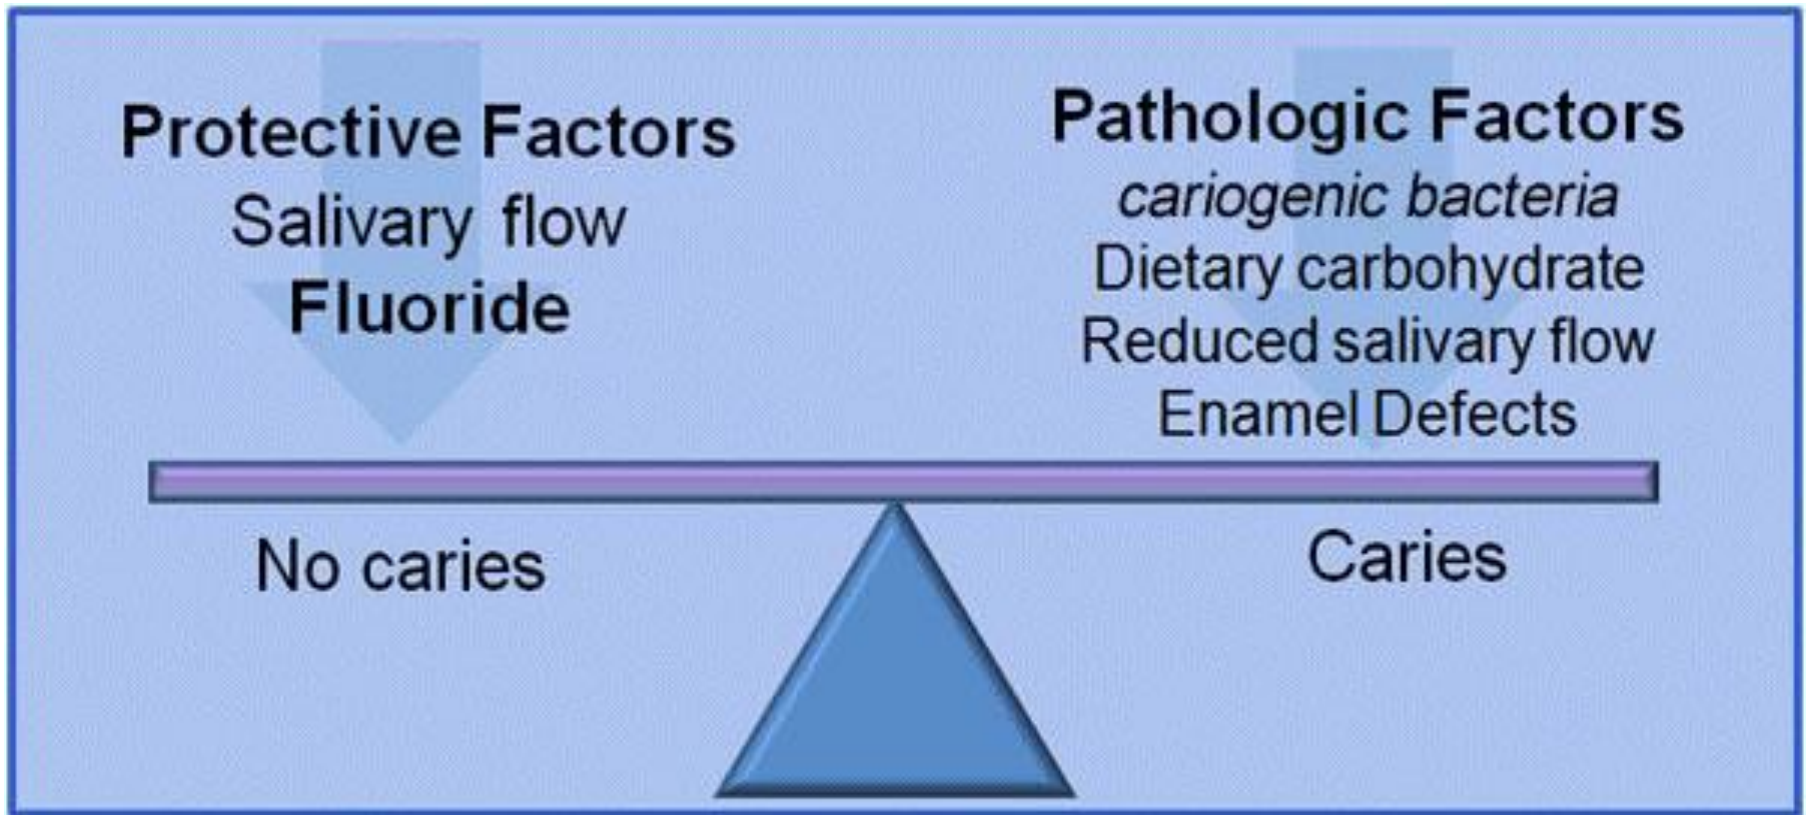 Protective Factors
Salivary flow
Fluoride
Pathologic Factors
cariogenic bacteria
Dietary carbohydrate
Reduced salivary flow
Enamel Defects
No caries
Caries